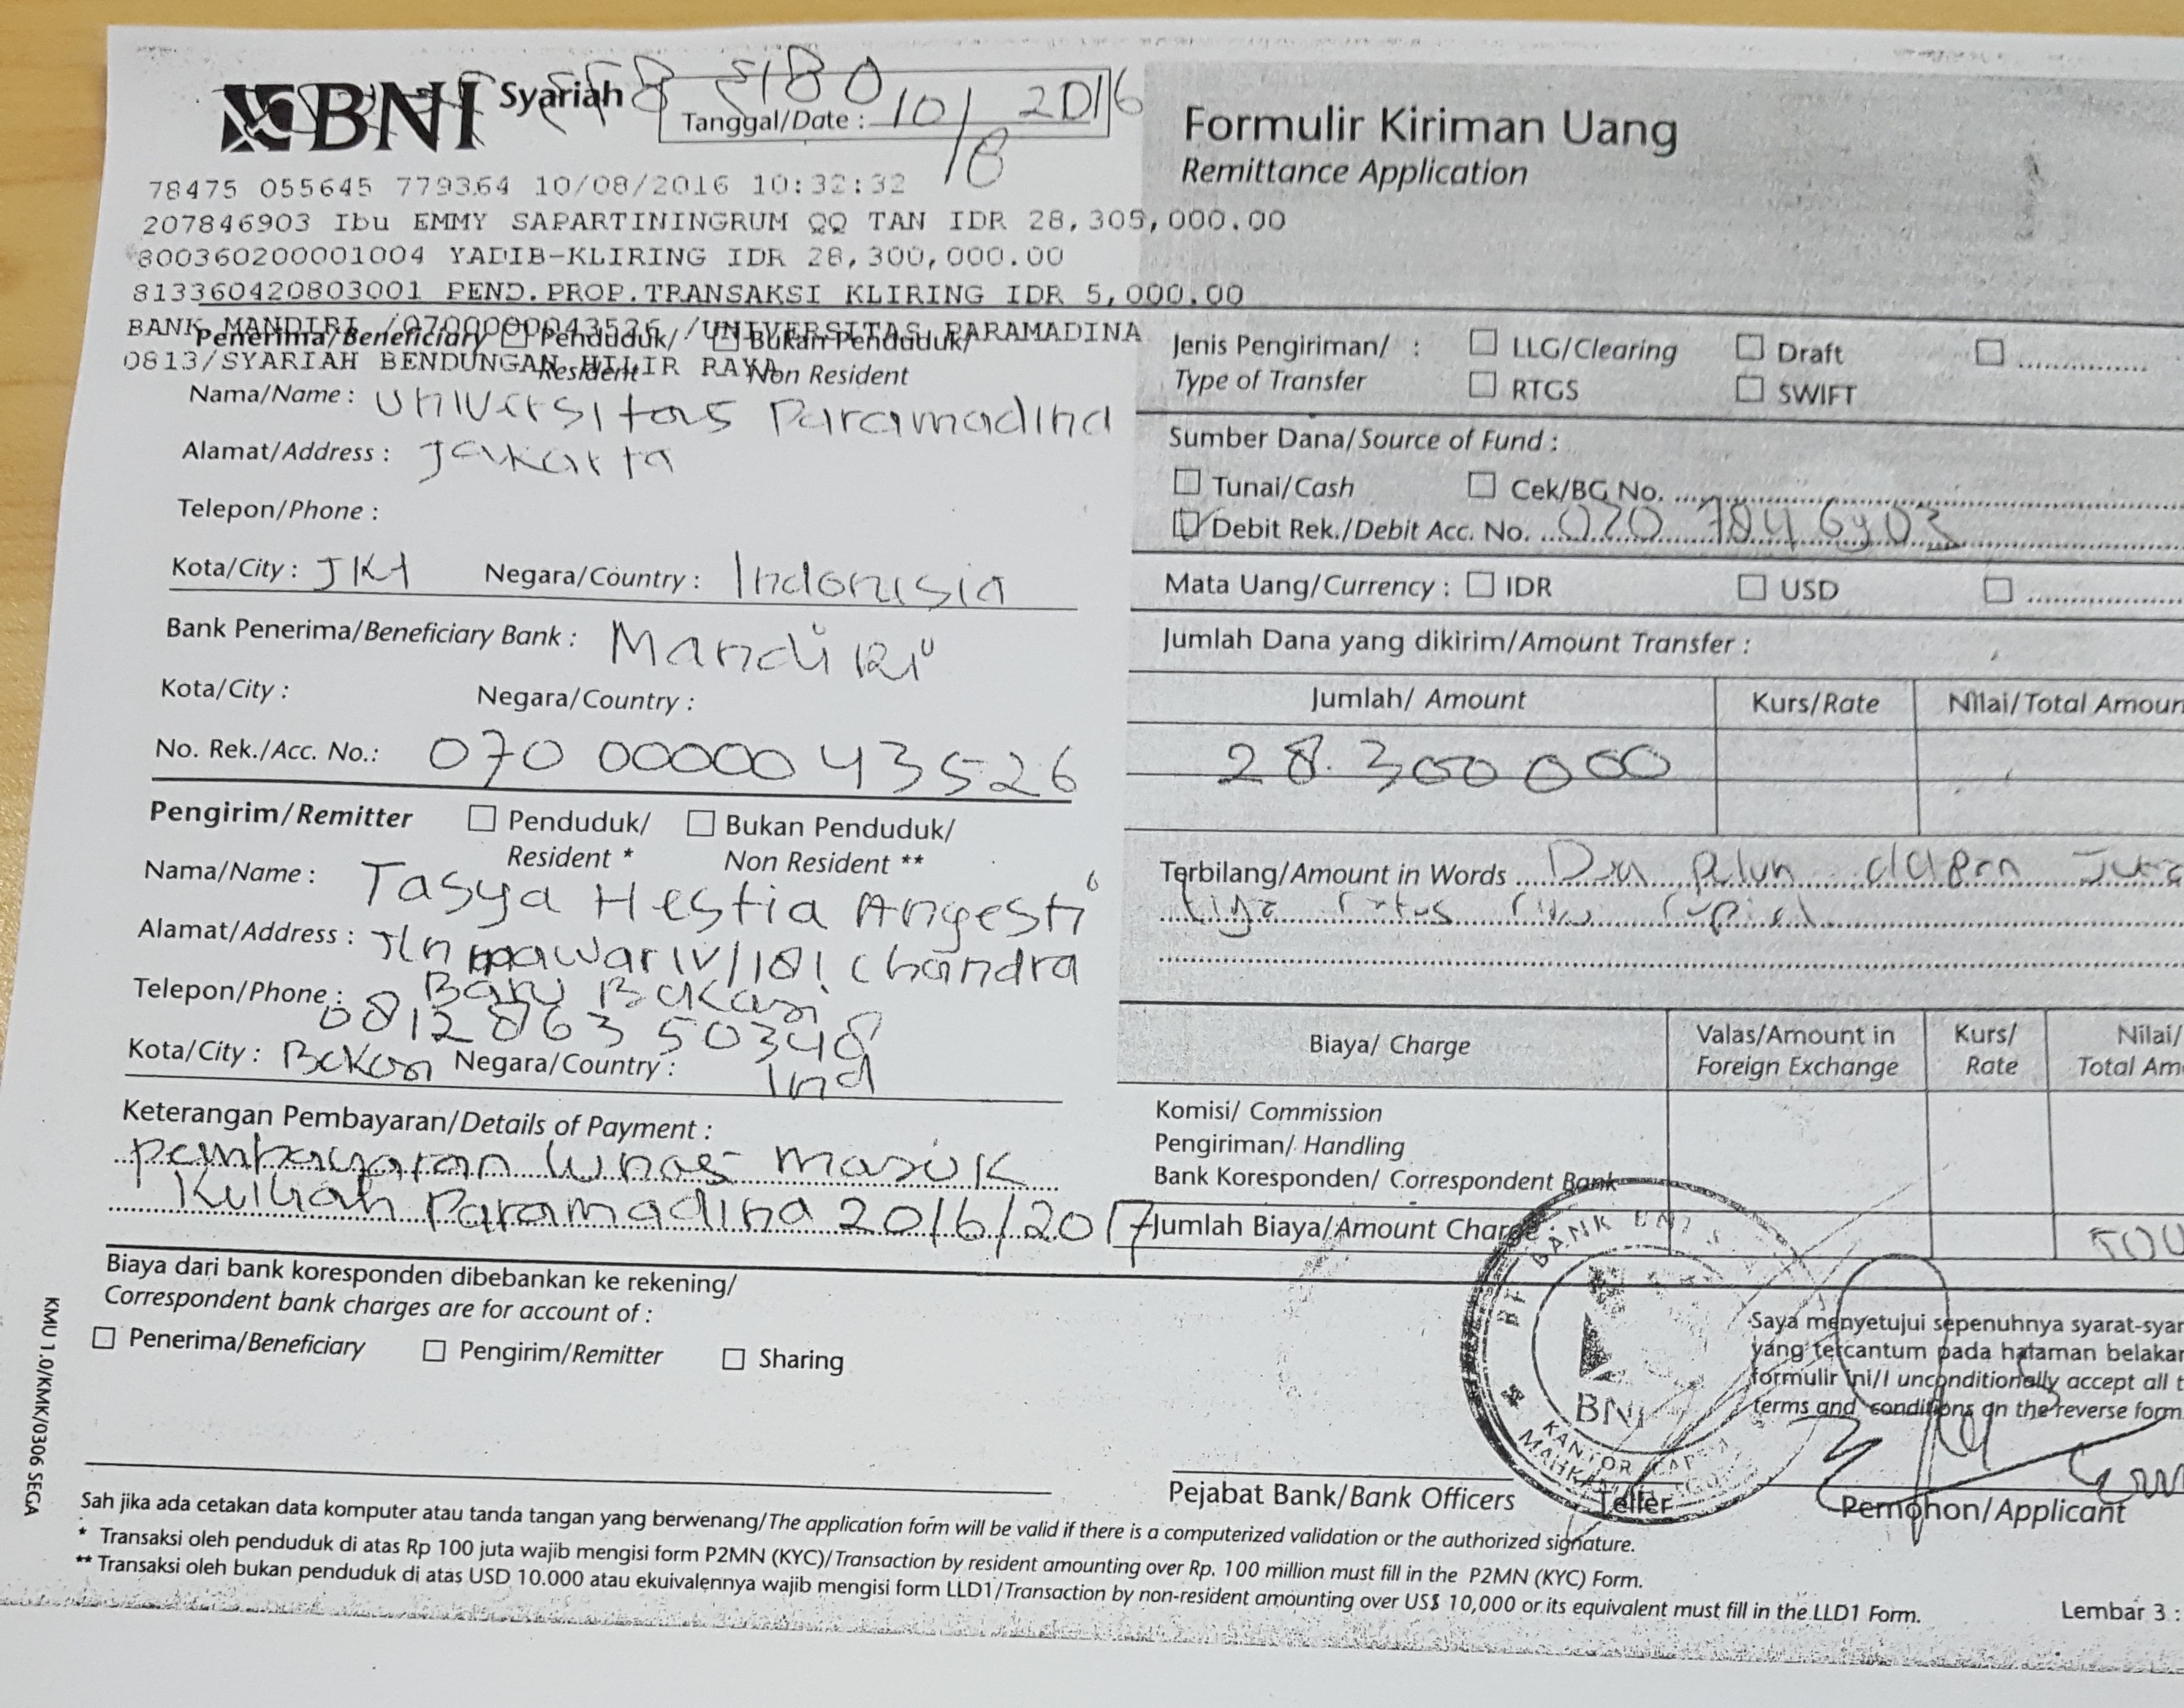 BNI Syariah
Tanggal/Date : 10/8 2016
78475 055645 779364 10/08/2016 10:32:32
207846903 Ibu EMMY SAPARTININGRUM QQ TAN IDR 28,305,000.00
800360200001004 YADIB-KLIRING IDR 28,300,000.00
813360420803001 PEND.PROP.TRANSAKSI KLIRING IDR 5,000.00
BANK MANDIRI /0700000043526 /UNIVERSITAS PARAMADINA
0813/SYARIAH BENDUNGAN HILIR RAYA
Penerima/Beneficiary Penduduk/ Bukan Penduduk/
Resident Non Resident
Nama/Name : Universitas Paramadina
Alamat/Address : Jakarta
Telepon/Phone :
Kota/City : JKt Negara/Country : Indonesia
Bank Penerima/Beneficiary Bank : Mandiri
Kota/City : Negara/Country :
No. Rek./Acc. No.: 070 00000 43526
Pengirim/Remitter Penduduk/ Bukan Penduduk/
Resident * Non Resident **
Nama/Name : Tasya Hestia Angesti
Alamat/Address : Jln mawar IV/181 Chandra
Baru Bekasi
Telepon/Phone : 0812 863 50348
Kota/City : Bekasi Negara/Country : Ind
Keterangan Pembayaran/Details of Payment :
pembayaran lunas masuk
Kuliah Paramadina 2016/2017
Biaya dari bank koresponden dibebankan ke rekening/
Correspondent bank charges are for account of :
Penerima/Beneficiary Pengirim/Remitter Sharing
KMU 1.0/KMK/0306 SEGA
Formulir Kiriman Uang
Remittance Application
Jenis Pengiriman/ : LLG/Clearing Draft
Type of Transfer RTGS SWIFT
Sumber Dana/Source of Fund :
Tunai/Cash Cek/BG No.
Debit Rek./Debit Acc. No. 020 7846903
Mata Uang/Currency : IDR USD
Jumlah Dana yang dikirim/Amount Transfer :
Jumlah/ Amount Kurs/Rate Nilai/Total Amoun
28.300 000
Terbilang/Amount in Words Dua puluh delapan Juta
tiga ratus ribu rupiah
Biaya/ Charge Valas/Amount in Kurs/ Nilai/
Foreign Exchange Rate Total Am
Komisi/ Commission
Pengiriman/ Handling
Bank Koresponden/ Correspondent Bank
Jumlah Biaya/Amount Charge :
BANK BNI
BNI
KANTOR
Saya menyetujui sepenuhnya syarat-syar
yang tercantum pada halaman belakan
formulir ini/I unconditionally accept all t
terms and conditions on the reverse form
Pejabat Bank/Bank Officers Teller Pemohon/Applicant
Sah jika ada cetakan data komputer atau tanda tangan yang berwenang/The application form will be valid if there is a computerized validation or the authorized signature.
* Transaksi oleh penduduk di atas Rp 100 juta wajib mengisi form P2MN (KYC)/Transaction by resident amounting over Rp. 100 million must fill in the P2MN (KYC) Form.
** Transaksi oleh bukan penduduk di atas USD 10.000 atau ekuivalennya wajib mengisi form LLD1/Transaction by non-resident amounting over US$ 10,000 or its equivalent must fill in the LLD1 Form.
Lembar 3 :